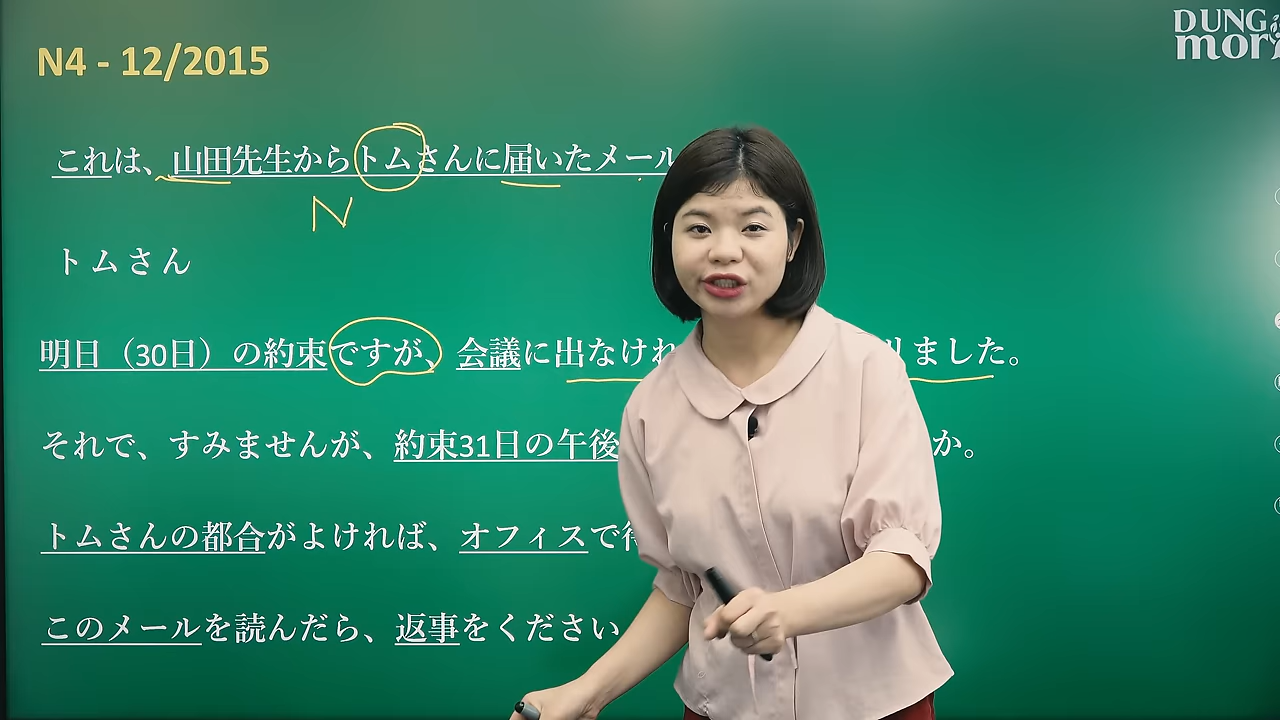 DUNG
mori
N4 - 12/2015
これは、山田先生からトムさんに届いたメール
N
トムさん
明日（30日）の約束ですが、会議に出なけれ りました。
それで、すみませんが、約束31日の午後 か。
トムさんの都合がよければ、オフィスで待
このメールを読んだら、返事をください